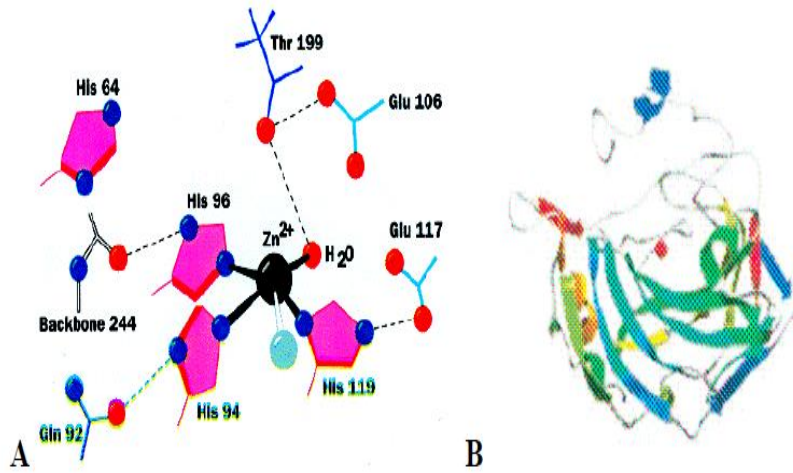 Thr 199
His 64
Glu 106
His 96
Zn2+
Glu 117
H2O
Backbone 244
His 119
His 94
Gln 92
A
B